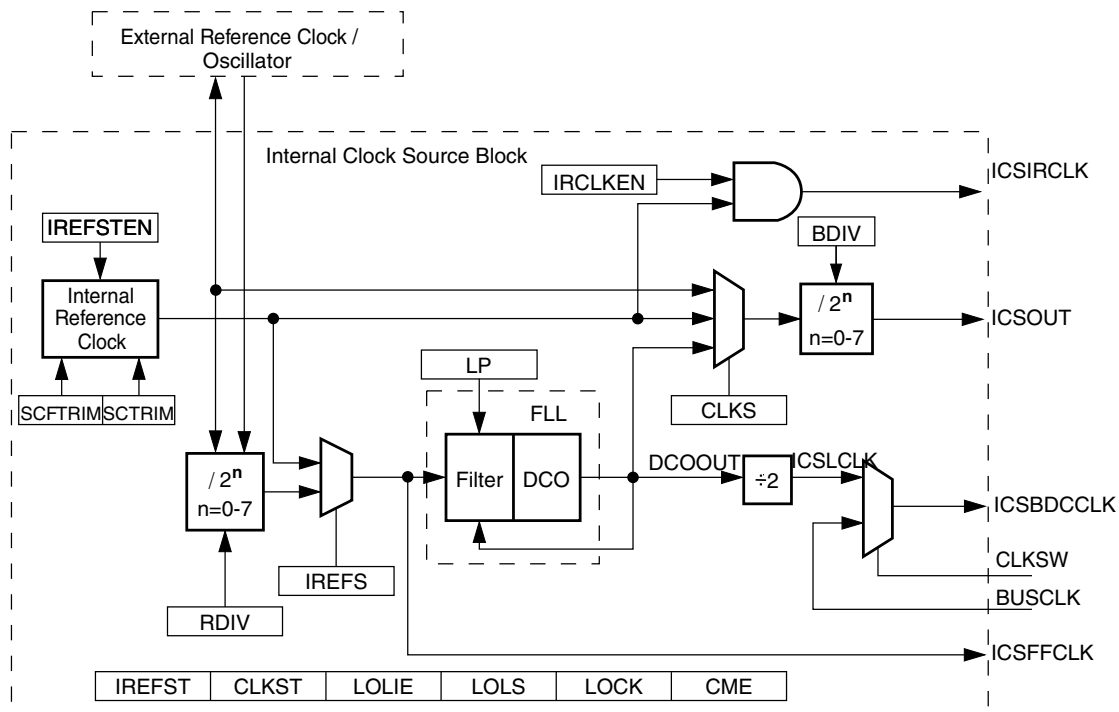 External Reference Clock /
Oscillator
Internal Clock Source Block
IRCLKEN
ICSIRCLK
IREFSTEN
BDIV
Internal
Reference
Clock
/ 2ⁿ
n=0-7
ICSOUT
LP
SCFTRIM
SCTRIM
CLKS
FLL
/ 2ⁿ
n=0-7
Filter
DCO
DCOOUT
÷2
ICSLCLK
ICSBDCCLK
IREFS
CLKSW
BUSCLK
RDIV
ICSFFCLK
IREFST
CLKST
LOLIE
LOLS
LOCK
CME